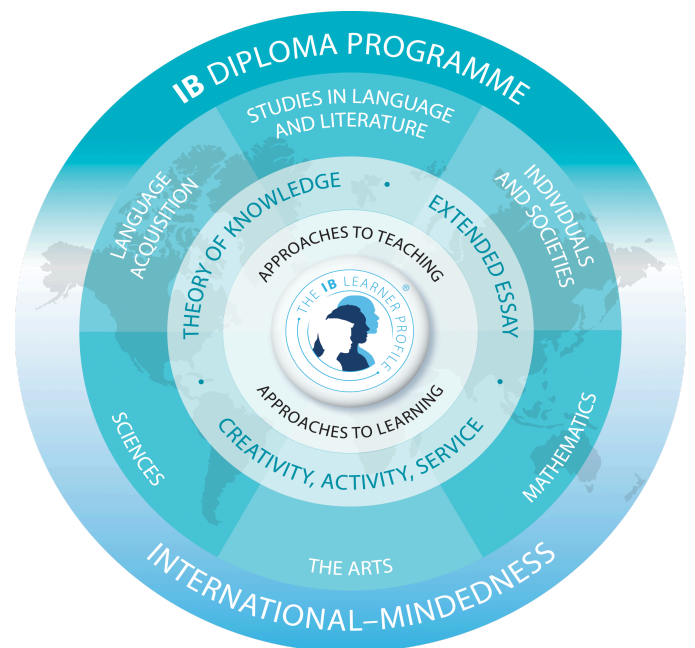 IB DIPLOMA PROGRAMME
STUDIES IN LANGUAGE
AND LITERATURE
LANGUAGE
ACQUISITION
INDIVIDUALS
AND SOCIETIES
THEORY OF KNOWLEDGE
•
EXTENDED ESSAY
•
APPROACHES TO TEACHING
THE IB LEARNER PROFILE
®
APPROACHES TO LEARNING
•
CREATIVITY, ACTIVITY, SERVICE
SCIENCES
MATHEMATICS
THE ARTS
INTERNATIONAL–MINDEDNESS